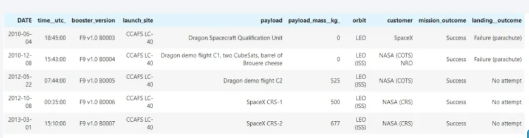 DATE time__utc_ booster_version launch_site payload payload_mass__kg_ orbit customer mission_outcome landing__outcome
2010-06-04 18:45:00 F9 v1.0 B0003 CCAFS LC-40 Dragon Spacecraft Qualification Unit 0 LEO SpaceX Success Failure (parachute)
2010-12-08 15:43:00 F9 v1.0 B0004 CCAFS LC-40 Dragon demo flight C1, two CubeSats, barrel of Brouere cheese 0 LEO (ISS) NASA (COTS) NRO Success Failure (parachute)
2012-05-22 07:44:00 F9 v1.0 B0005 CCAFS LC-40 Dragon demo flight C2 525 LEO (ISS) NASA (COTS) Success No attempt
2012-10-08 00:35:00 F9 v1.0 B0006 CCAFS LC-40 SpaceX CRS-1 500 LEO (ISS) NASA (CRS) Success No attempt
2013-03-01 15:10:00 F9 v1.0 B0007 CCAFS LC-40 SpaceX CRS-2 677 LEO (ISS) NASA (CRS) Success No attempt